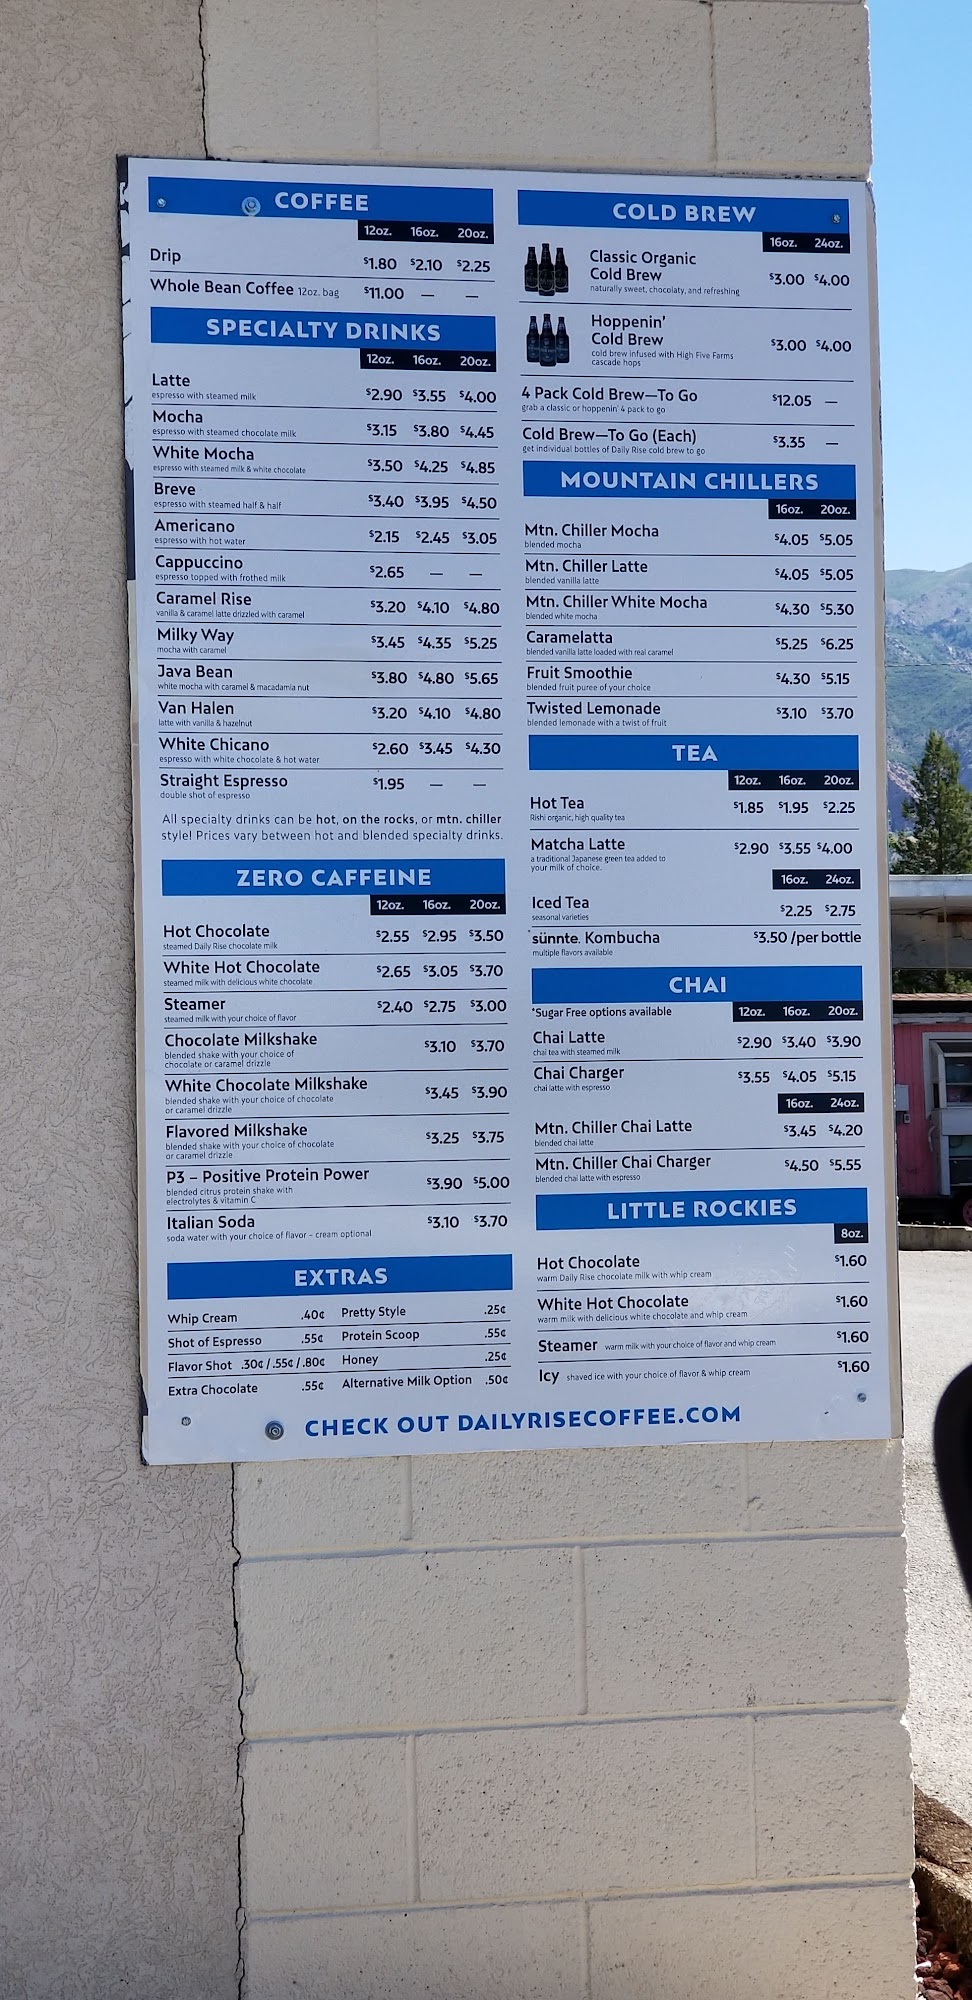 COFFEE
12oz. 16oz. 20oz.
Drip $1.80 $2.10 $2.25
Whole Bean Coffee 12oz. bag $11.00 — —
SPECIALTY DRINKS
12oz. 16oz. 20oz.
Latte $2.90 $3.55 $4.00
espresso with steamed milk
Mocha $3.15 $3.80 $4.45
espresso with steamed chocolate milk
White Mocha $3.50 $4.25 $4.85
espresso with steamed milk & white chocolate
Breve $3.40 $3.95 $4.50
espresso with steamed half & half
Americano $2.15 $2.45 $3.05
espresso with hot water
Cappuccino $2.65 — —
espresso topped with frothed milk
Caramel Rise $3.20 $4.10 $4.80
vanilla & caramel latte drizzled with caramel
Milky Way $3.45 $4.35 $5.25
mocha with caramel
Java Bean $3.80 $4.80 $5.65
white mocha with caramel & macadamia nut
Van Halen $3.20 $4.10 $4.80
latte with vanilla & hazelnut
White Chicano $2.60 $3.45 $4.30
espresso with white chocolate & hot water
Straight Espresso $1.95 — —
double shot of espresso
All specialty drinks can be hot, on the rocks, or mtn. chiller
style! Prices vary between hot and blended specialty drinks.
ZERO CAFFEINE
12oz. 16oz. 20oz.
Hot Chocolate $2.55 $2.95 $3.50
steamed Daily Rise chocolate milk
White Hot Chocolate $2.65 $3.05 $3.70
steamed milk with delicious white chocolate
Steamer $2.40 $2.75 $3.00
steamed milk with your choice of flavor
Chocolate Milkshake $3.10 $3.70
blended shake with your choice of
chocolate or caramel drizzle
White Chocolate Milkshake $3.45 $3.90
blended shake with your choice of chocolate
or caramel drizzle
Flavored Milkshake $3.25 $3.75
blended shake with your choice of chocolate
or caramel drizzle
P3 – Positive Protein Power $3.90 $5.00
blended citrus protein shake with
electrolytes & vitamin C
Italian Soda $3.10 $3.70
soda water with your choice of flavor – cream optional
EXTRAS
Whip Cream .40¢ Pretty Style .25¢
Shot of Espresso .55¢ Protein Scoop .55¢
Flavor Shot .30¢ / .55¢ / .80¢ Honey .25¢
Extra Chocolate .55¢ Alternative Milk Option .50¢
COLD BREW
16oz. 24oz.
Classic Organic
Cold Brew $3.00 $4.00
naturally sweet, chocolaty, and refreshing
Hoppenin'
Cold Brew $3.00 $4.00
cold brew infused with High Five Farms
cascade hops
4 Pack Cold Brew—To Go $12.05 —
grab a classic or hoppenin' 4 pack to go
Cold Brew—To Go (Each) $3.35 —
get individual bottles of Daily Rise cold brew to go
MOUNTAIN CHILLERS
16oz. 20oz.
Mtn. Chiller Mocha $4.05 $5.05
blended mocha
Mtn. Chiller Latte $4.05 $5.05
blended vanilla latte
Mtn. Chiller White Mocha $4.30 $5.30
blended white mocha
Caramelatta $5.25 $6.25
blended vanilla latte loaded with real caramel
Fruit Smoothie $4.30 $5.15
blended fruit puree of your choice
Twisted Lemonade $3.10 $3.70
blended lemonade with a twist of fruit
TEA
12oz. 16oz. 20oz.
Hot Tea $1.85 $1.95 $2.25
Rishi organic, high quality tea
Matcha Latte $2.90 $3.55 $4.00
a traditional Japanese green tea added to
your milk of choice.
16oz. 24oz.
Iced Tea $2.25 $2.75
seasonal varieties
*sünnte. Kombucha $3.50 /per bottle
multiple flavors available
CHAI
*Sugar Free options available 12oz. 16oz. 20oz.
Chai Latte $2.90 $3.40 $3.90
chai tea with steamed milk
Chai Charger $3.55 $4.05 $5.15
chai latte with espresso
16oz. 24oz.
Mtn. Chiller Chai Latte $3.45 $4.20
blended chai latte
Mtn. Chiller Chai Charger $4.50 $5.55
blended chai latte with espresso
LITTLE ROCKIES
8oz.
Hot Chocolate $1.60
warm Daily Rise chocolate milk with whip cream
White Hot Chocolate $1.60
warm milk with delicious white chocolate and whip cream
Steamer warm milk with your choice of flavor and whip cream $1.60
Icy shaved ice with your choice of flavor & whip cream $1.60
CHECK OUT DAILYRISECOFFEE.COM